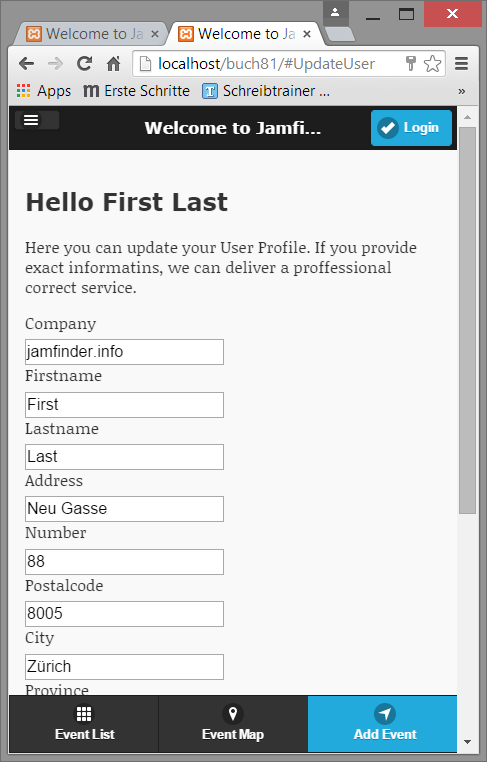 Welcome to Ja
Welcome to Ja
localhost/buch81/#UpdateUser
Apps
Erste Schritte
Schreibtrainer ...
»
Welcome to Jamfi...
Login
Hello First Last
Here you can update your User Profile. If you provide
exact informatins, we can deliver a proffessional
correct service.
Company
jamfinder.info
Firstname
First
Lastname
Last
Address
Neu Gasse
Number
88
Postalcode
8005
City
Zürich
Province
Event List
Event Map
Add Event